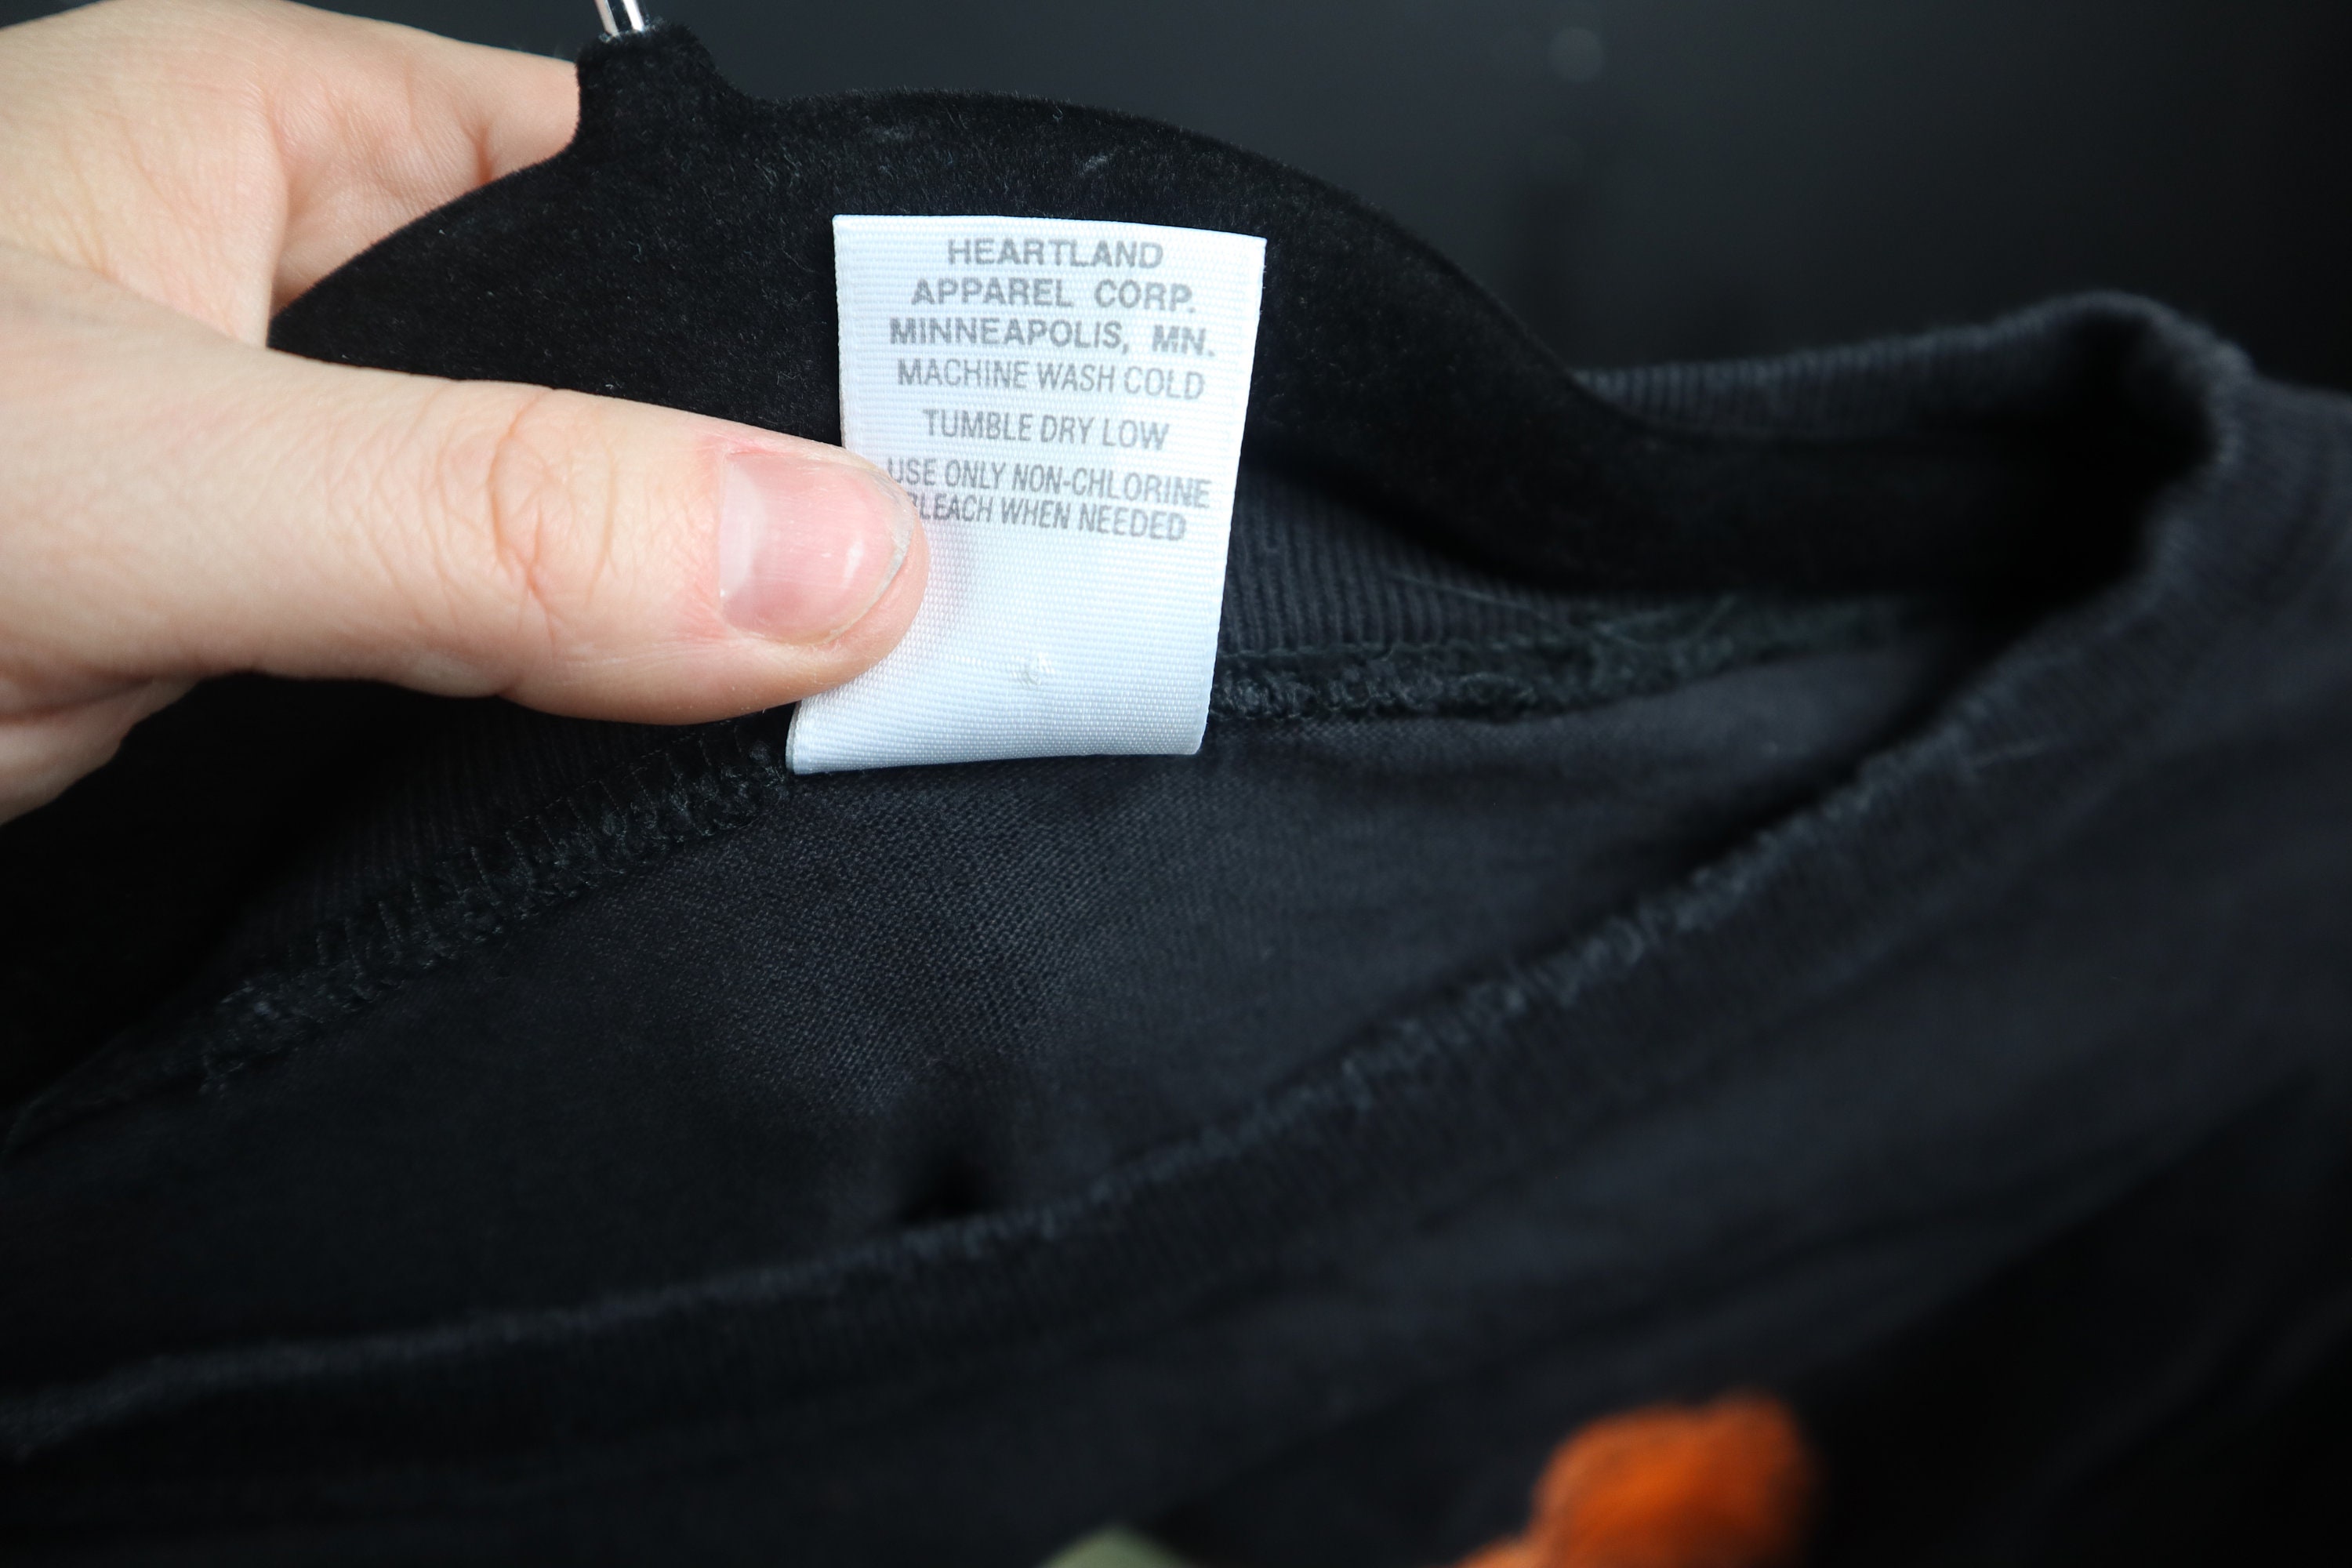 HEARTLAND
APPAREL CORP.
MINNEAPOLIS, MN.
MACHINE WASH COLD
TUMBLE DRY LOW
USE ONLY NON-CHLORINE
BLEACH WHEN NEEDED